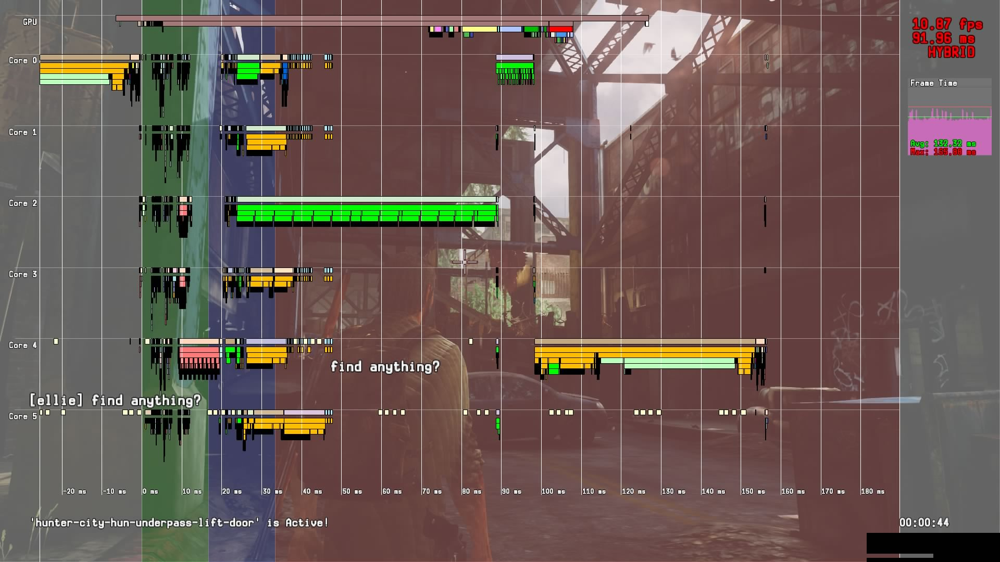 GPU
10.87 fps
91.96 ms
HYBRID
Core 0
Frame Time
Core 1
Avg: 132.32 ms
Max: 165.00 ms
Core 2
Core 3
Core 4
find anything?
[ellie] find anything?
Core 5
-20 ms -10 ms 0 ms 10 ms 20 ms 30 ms 40 ms 50 ms 60 ms 70 ms 80 ms 90 ms 100 ms 110 ms 120 ms 130 ms 140 ms 150 ms 160 ms 170 ms 180 ms
'hunter-city-hun-underpass-lift-door' is Active!
00:00:44